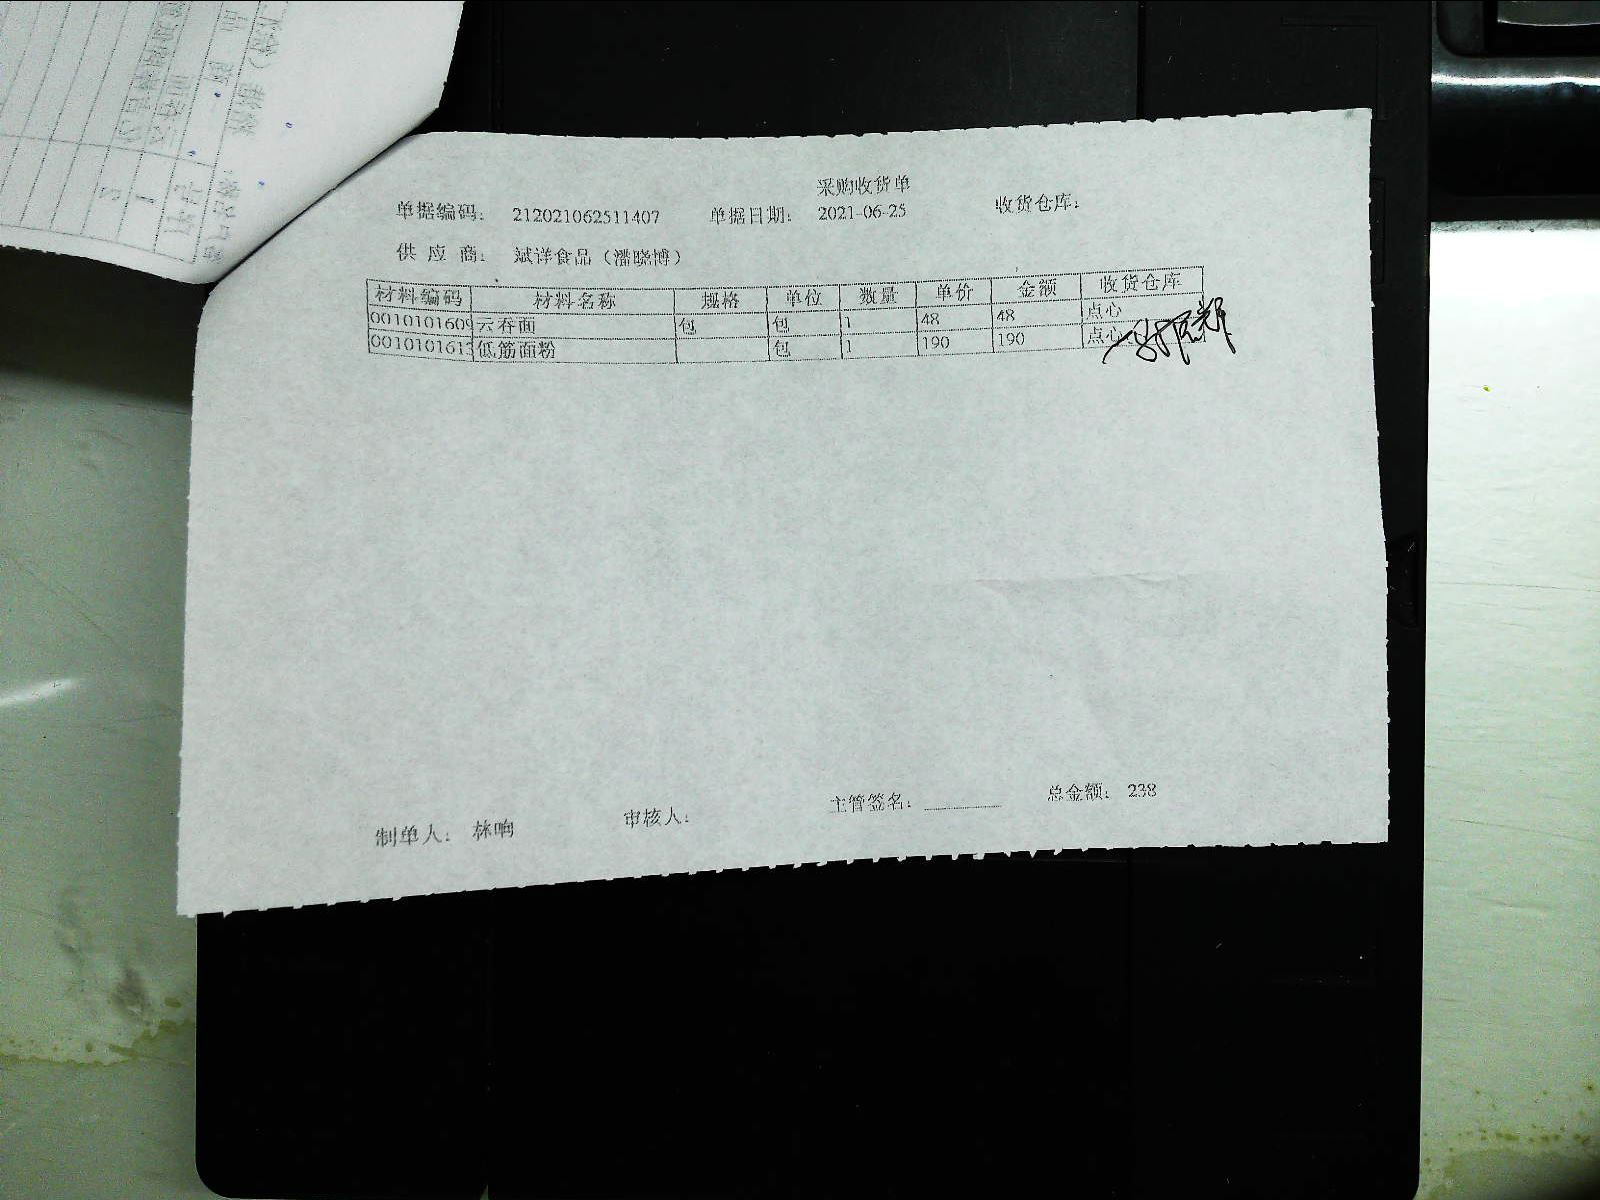 采购收货单
单据编码： 212021062511407 单据日期： 2021-06-25 收货仓库：
供 应 商： 斌洋食品（潘晓博）
材料编码 材料名称 规格 单位 数量 单价 金额 收货仓库
0010101609 云吞面 包 包 1 48 48 点心
0010101613 低筋面粉 包 1 190 190 点心
制单人： 林响 审核人： 主管签名： 总金额： 238